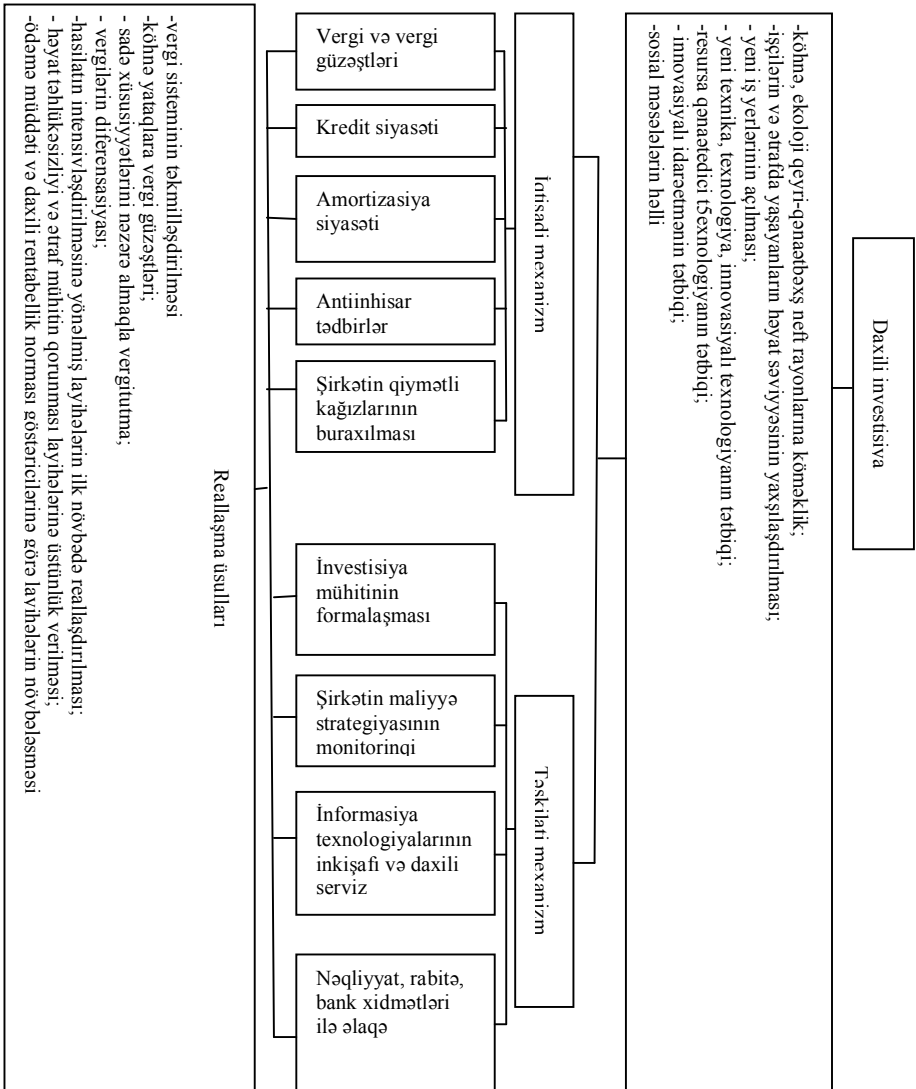 Daxili investisiva
-köhnə, ekoloji qeyri-qənaətbəxş neft rayonlarına köməklik;
-işçilərin və ətrafda yaşayanların həyat səviyyəsinin yaxşılaşdırılması;
- yeni iş yerlərinin açılması;
- yeni texnika, texnologiya, innovasiyalı texnologiyanın tətbiqi;
-resursa qənaətedici t5exnologiyanın tətbiqi;
- innovasiyalı idarəetmənin tətbiqi;
-sosial məsələlərin həlli
İqtisadi mexanizm
Təşkilati mexanizm
Vergi və vergi
güzəştləri
Kredit siyasəti
Amortizasiya
siyasəti
Antiinhisar
tədbirlər
Şirkətin qiymətli
kağızlarının
buraxılması
İnvestisiya
mühitinin
formalaşması
Şirkətin maliyyə
strategiyasının
monitorinqi
İnformasiya
texnologiyalarının
inkişafı və daxili
serviz
Nəqliyyat, rabitə,
bank xidmətləri
ilə əlaqə
Reallaşma üsulları
-vergi sisteminin təkmilləşdirilməsi
-köhnə yataqlara vergi güzəştləri;
- sadə xüsusiyyətlərini nəzərə almaqla vergitutma;
- vergilərin diferensasiyası;
-hasilatın intensivləşdirilməsinə yönəlmiş layihələrin ilk növbədə reallaşdırılması;
- həyat təhlükəsizliyi və ətraf mühitin qorunması layihələrinə üstünlük verilməsi;
-ödəmə müddəti və daxili rentabellik norması göstəricilərinə görə layihələrin növbələşməsi